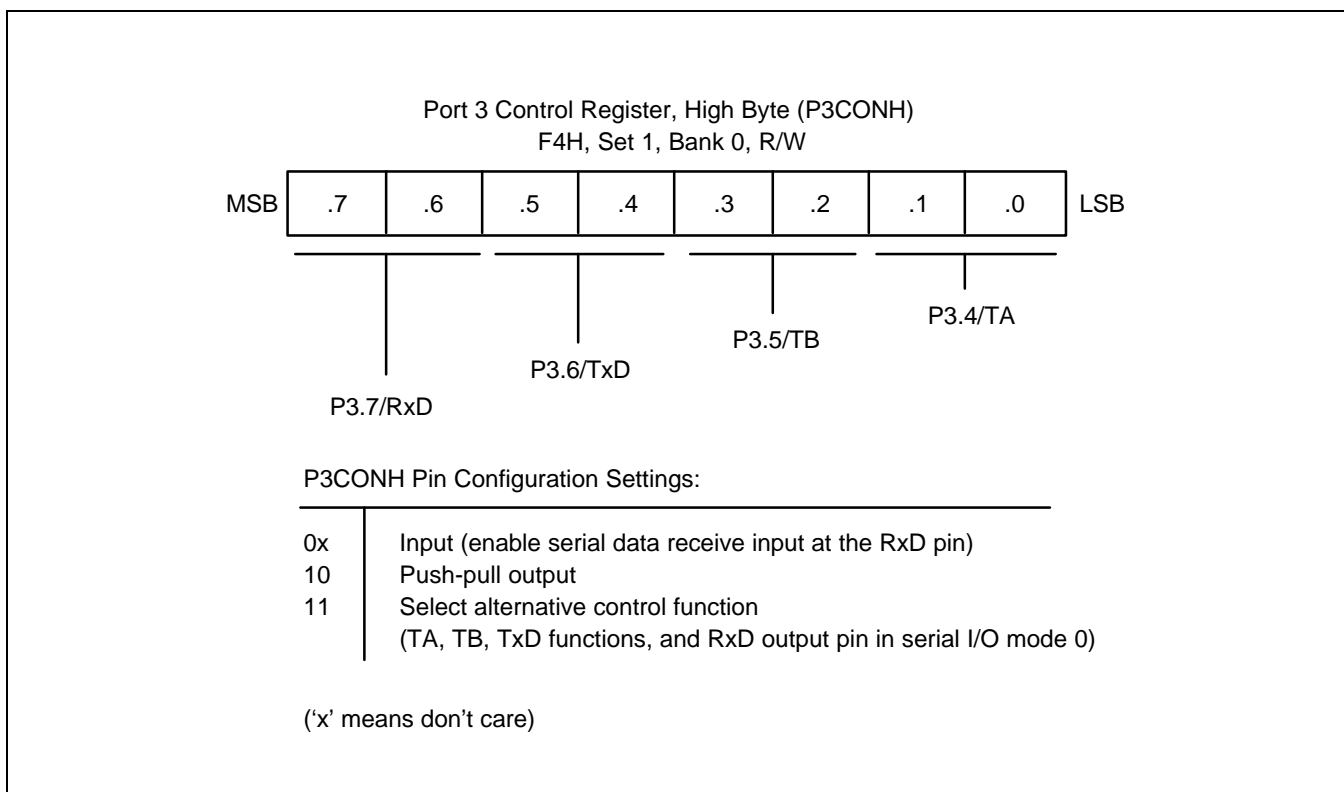 Port 3 Control Register, High Byte (P3CONH)
F4H, Set 1, Bank 0, R/W
MSB .7 .6 .5 .4 .3 .2 .1 .0 LSB
P3.4/TA
P3.5/TB
P3.6/TxD
P3.7/RxD
P3CONH Pin Configuration Settings:
0x Input (enable serial data receive input at the RxD pin)
10 Push-pull output
11 Select alternative control function
(TA, TB, TxD functions, and RxD output pin in serial I/O mode 0)
(‘x’ means don’t care)